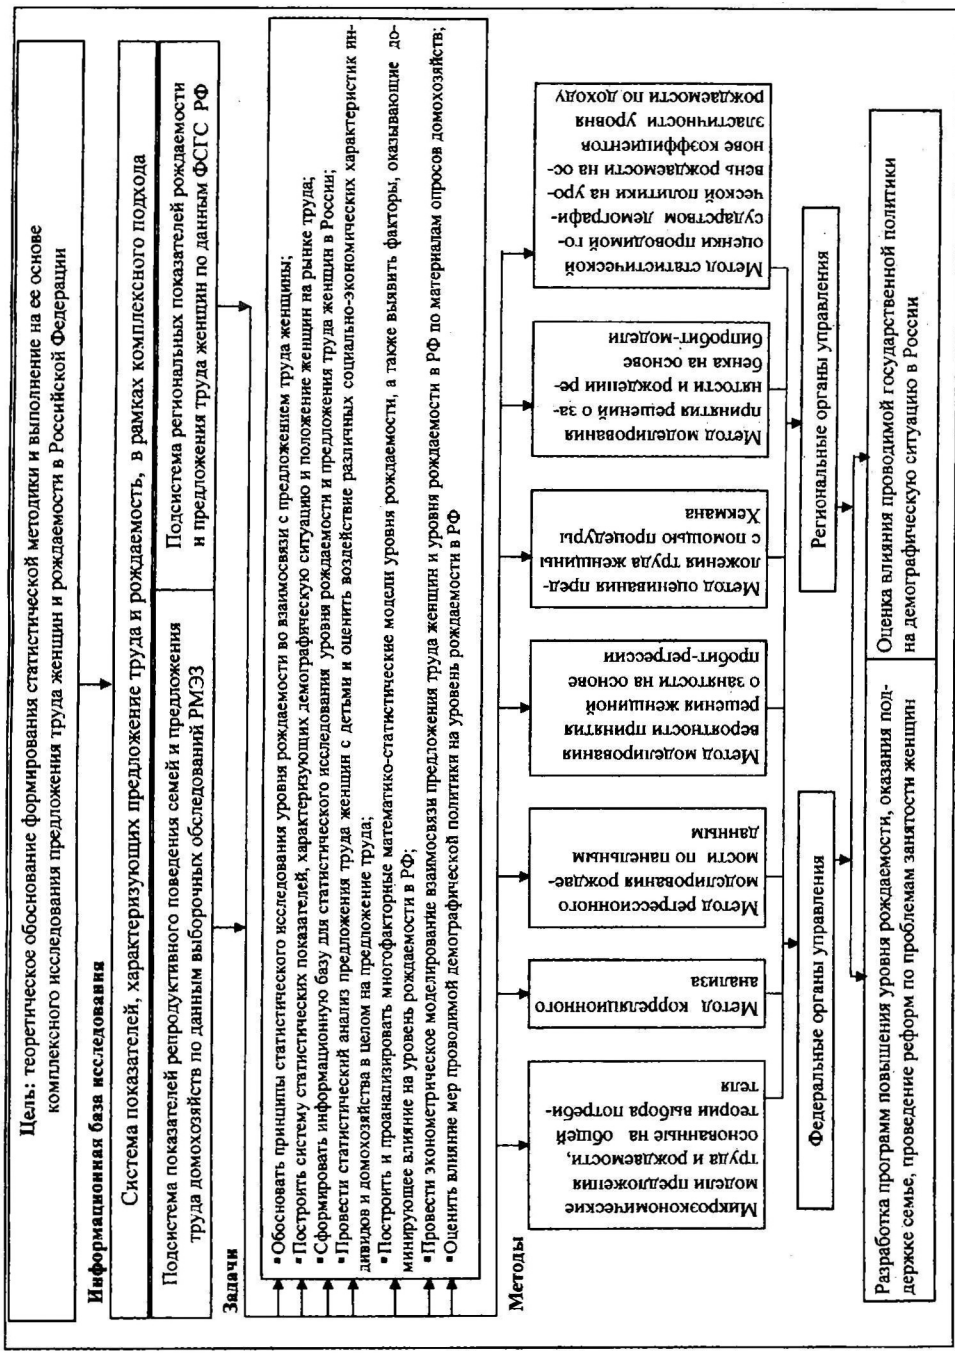 Цель: теоретическое обоснование формирования статистической методики и выполнение на ее основе
комплексного исследования предложения труда женщин и рождаемости в Российской Федерации
Информационная база исследования
Система показателей, характеризующих предложение труда и рождаемость, в рамках комплексного подхода
Подсистема показателей репродуктивного поведения семей и предложения
труда домохозяйств по данным выборочных обследований РМЭЗ
Подсистема региональных показателей рождаемости
и предложения труда женщин по данным ФСГС РФ
Задачи
▪Обосновать принципы статистического исследования уровня рождаемости во взаимосвязи с предложением труда женщины;
▪Построить систему статистических показателей, характеризующих демографическую ситуацию и положение женщин на рынке труда;
▪Сформировать информационную базу для статистического исследования уровня рождаемости и предложения труда женщин в России;
▪Провести статистический анализ предложения труда женщин с детьми и оценить воздействие различных социально-экономических характеристик ин-
дивидов и домохозяйства в целом на предложение труда;
▪Построить и проанализировать многофакторные математико-статистические модели уровня рождаемости, а также выявить факторы, оказывающие до-
минирующее влияние на уровень рождаемости в РФ;
▪Провести эконометрическое моделирование взаимосвязи предложения труда женщин и уровня рождаемости в РФ по материалам опросов домохозяйств;
▪Оценить влияние мер проводимой демографической политики на уровень рождаемости в РФ
Методы
Микроэкономические
модели предложения
труда и рождаемости,
основанные на общей
теории выбора потреби-
теля
Метод корреляционного
анализа
Метод регрессионного
моделирования рождае-
мости по панельным
данным
Метод моделирования
вероятности принятия
решения женщиной
о занятости на основе
пробит-регрессии
Метод оценивания пред-
ложения труда женщины
с помощью процедуры
Хекмана
Метод моделирования
принятия решений о за-
нятости и рождении ре-
бенка на основе
бипробит-модели
Метод статистической
оценки проводимой го-
сударством демографи-
ческой политики на уро-
вень рождаемости на ос-
нове коэффициентов
эластичности уровня
рождаемости по доходу
Федеральные органы управления
Региональные органы управления
Разработка программ повышения уровня рождаемости, оказания под-
держке семье, проведение реформ по проблемам занятости женщин
Оценка влияния проводимой государственной политики
на демографическую ситуацию в России